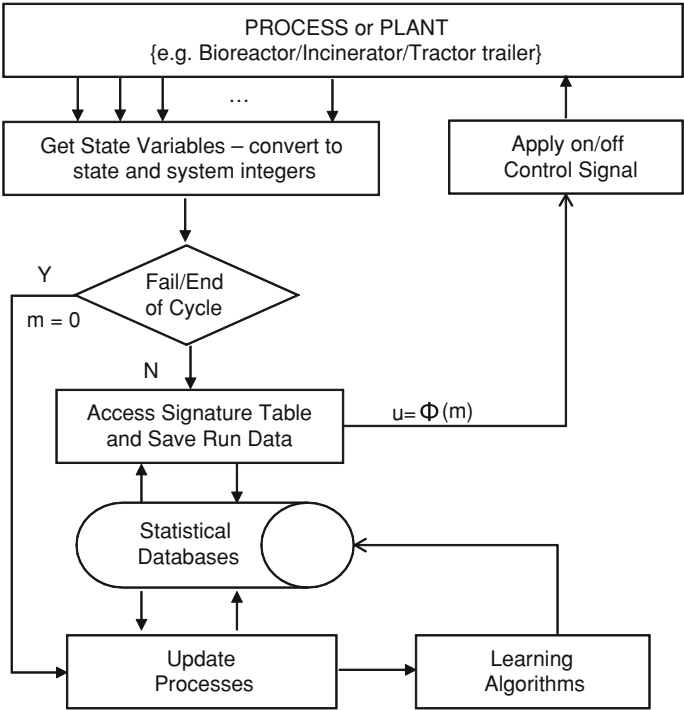 PROCESS or PLANT
{e.g. Bioreactor/Incinerator/Tractor trailer}
...
Get State Variables – convert to
state and system integers
Apply on/off
Control Signal
Y
Fail/End
of Cycle
m = 0
N
Access Signature Table
and Save Run Data
u= Φ(m)
Statistical
Databases
Update
Processes
Learning
Algorithms